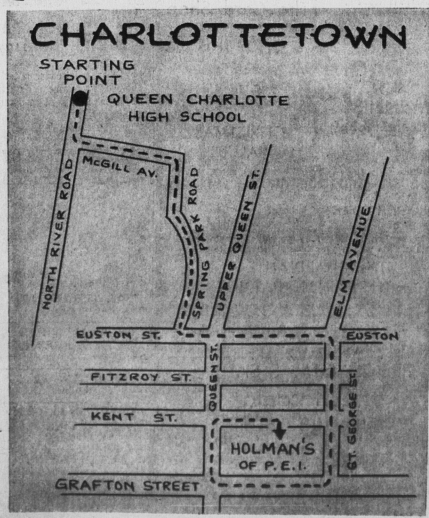 CHARLOTTETOWN
STARTING
POINT
QUEEN CHARLOTTE
HIGH SCHOOL
McGILL AV.
NORTH RIVER ROAD
SPRING PARK ROAD
UPPER QUEEN ST.
ELM AVENUE
EUSTON ST.
EUSTON
QUEEN ST.
FITZROY ST.
KENT ST.
ST. GEORGE ST.
HOLMAN'S
OF P.E.I.
GRAFTON STREET